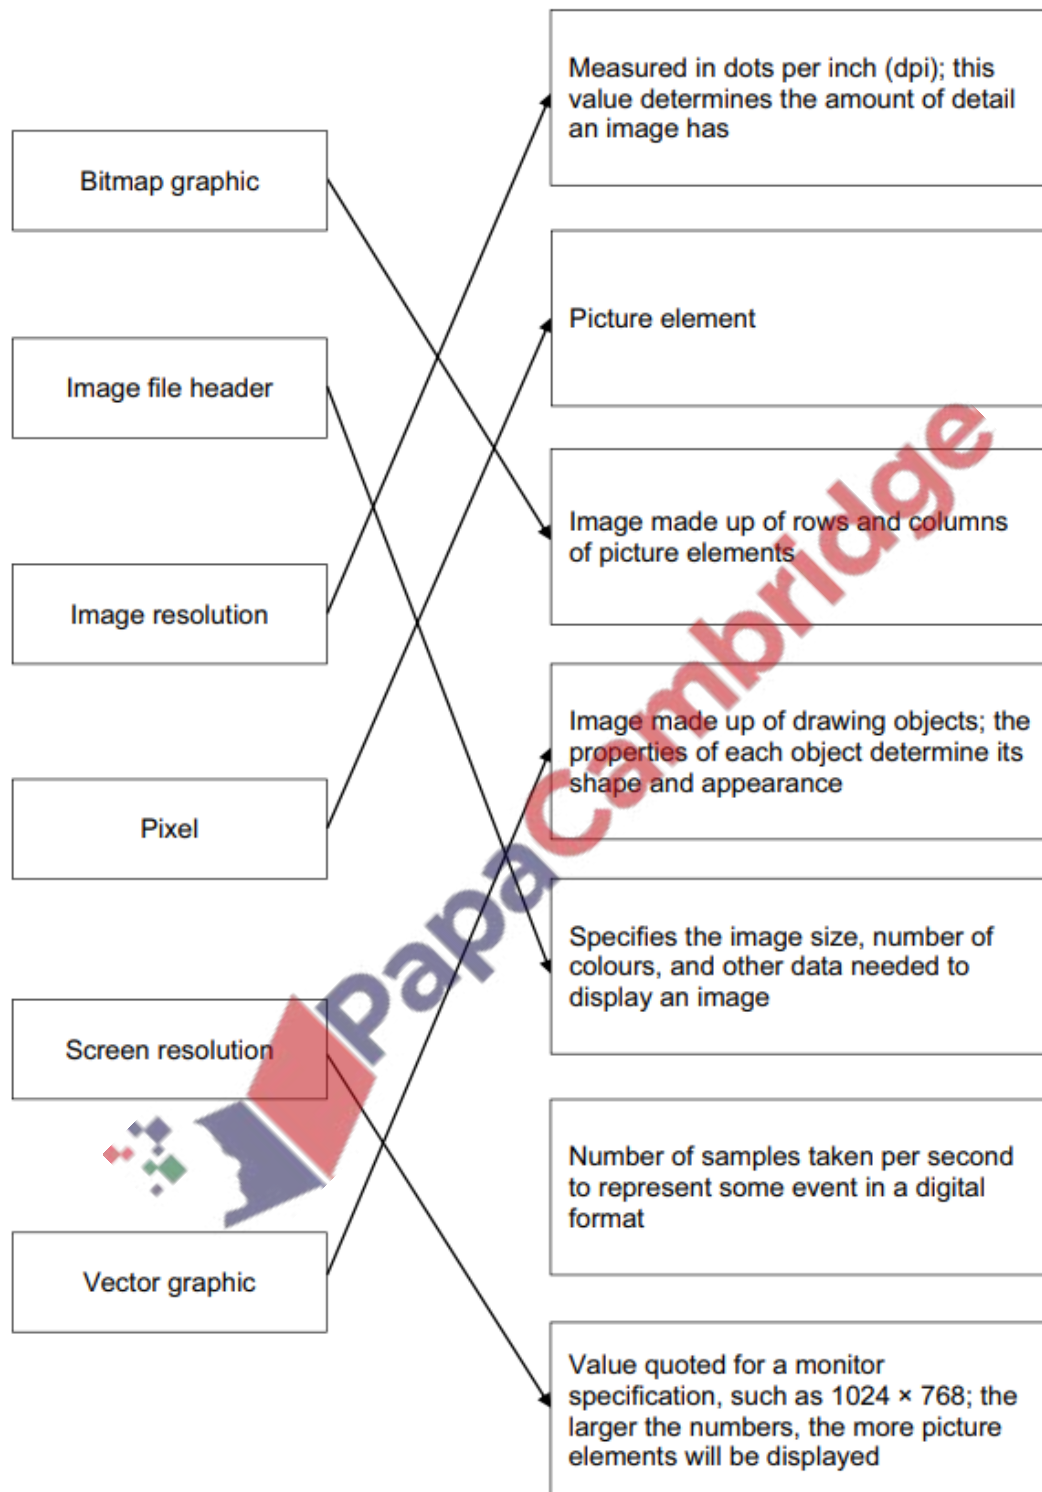 Bitmap graphic
Image file header
Image resolution
Pixel
Screen resolution
Vector graphic
Measured in dots per inch (dpi); this
value determines the amount of detail
an image has
Picture element
Image made up of rows and columns
of picture elements
Image made up of drawing objects; the
properties of each object determine its
shape and appearance
Specifies the image size, number of
colours, and other data needed to
display an image
Number of samples taken per second
to represent some event in a digital
format
Value quoted for a monitor
specification, such as 1024 × 768; the
larger the numbers, the more picture
elements will be displayed
PapaCambridge